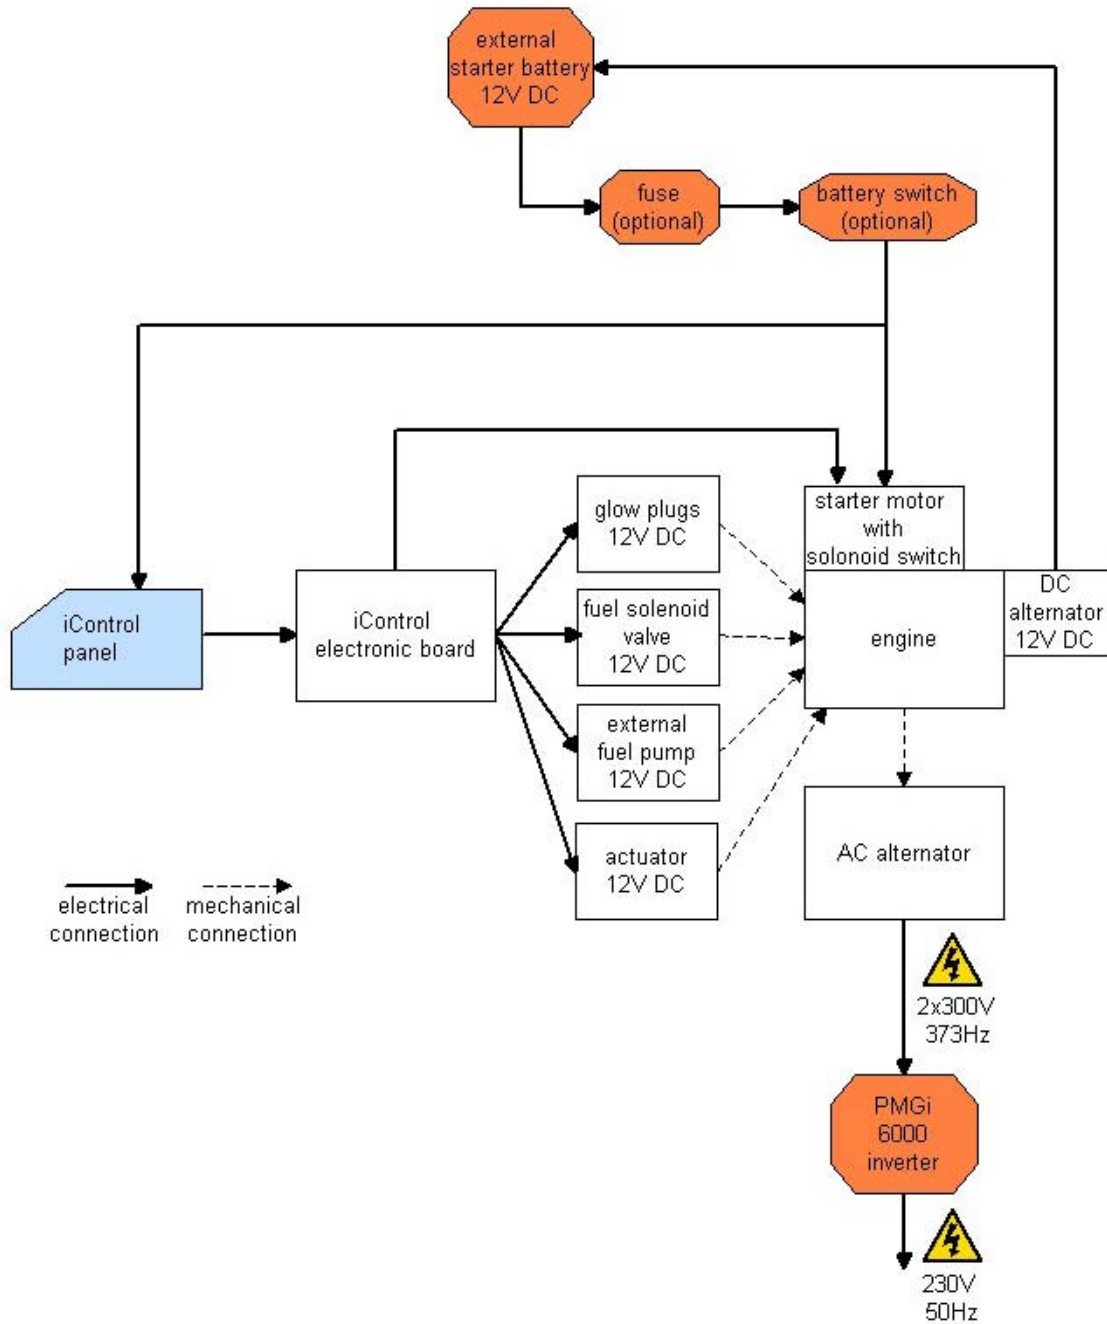 external
starter battery
12V DC
fuse
(optional)
battery switch
(optional)
glow plugs
12V DC
starter motor
with
solonoid switch
iControl
panel
iControl
electronic board
fuel solenoid
valve
12V DC
engine
DC
alternator
12V DC
external
fuel pump
12V DC
actuator
12V DC
AC alternator
electrical
connection
mechanical
connection
2x300V
373Hz
PMGi
6000
inverter
230V
50Hz